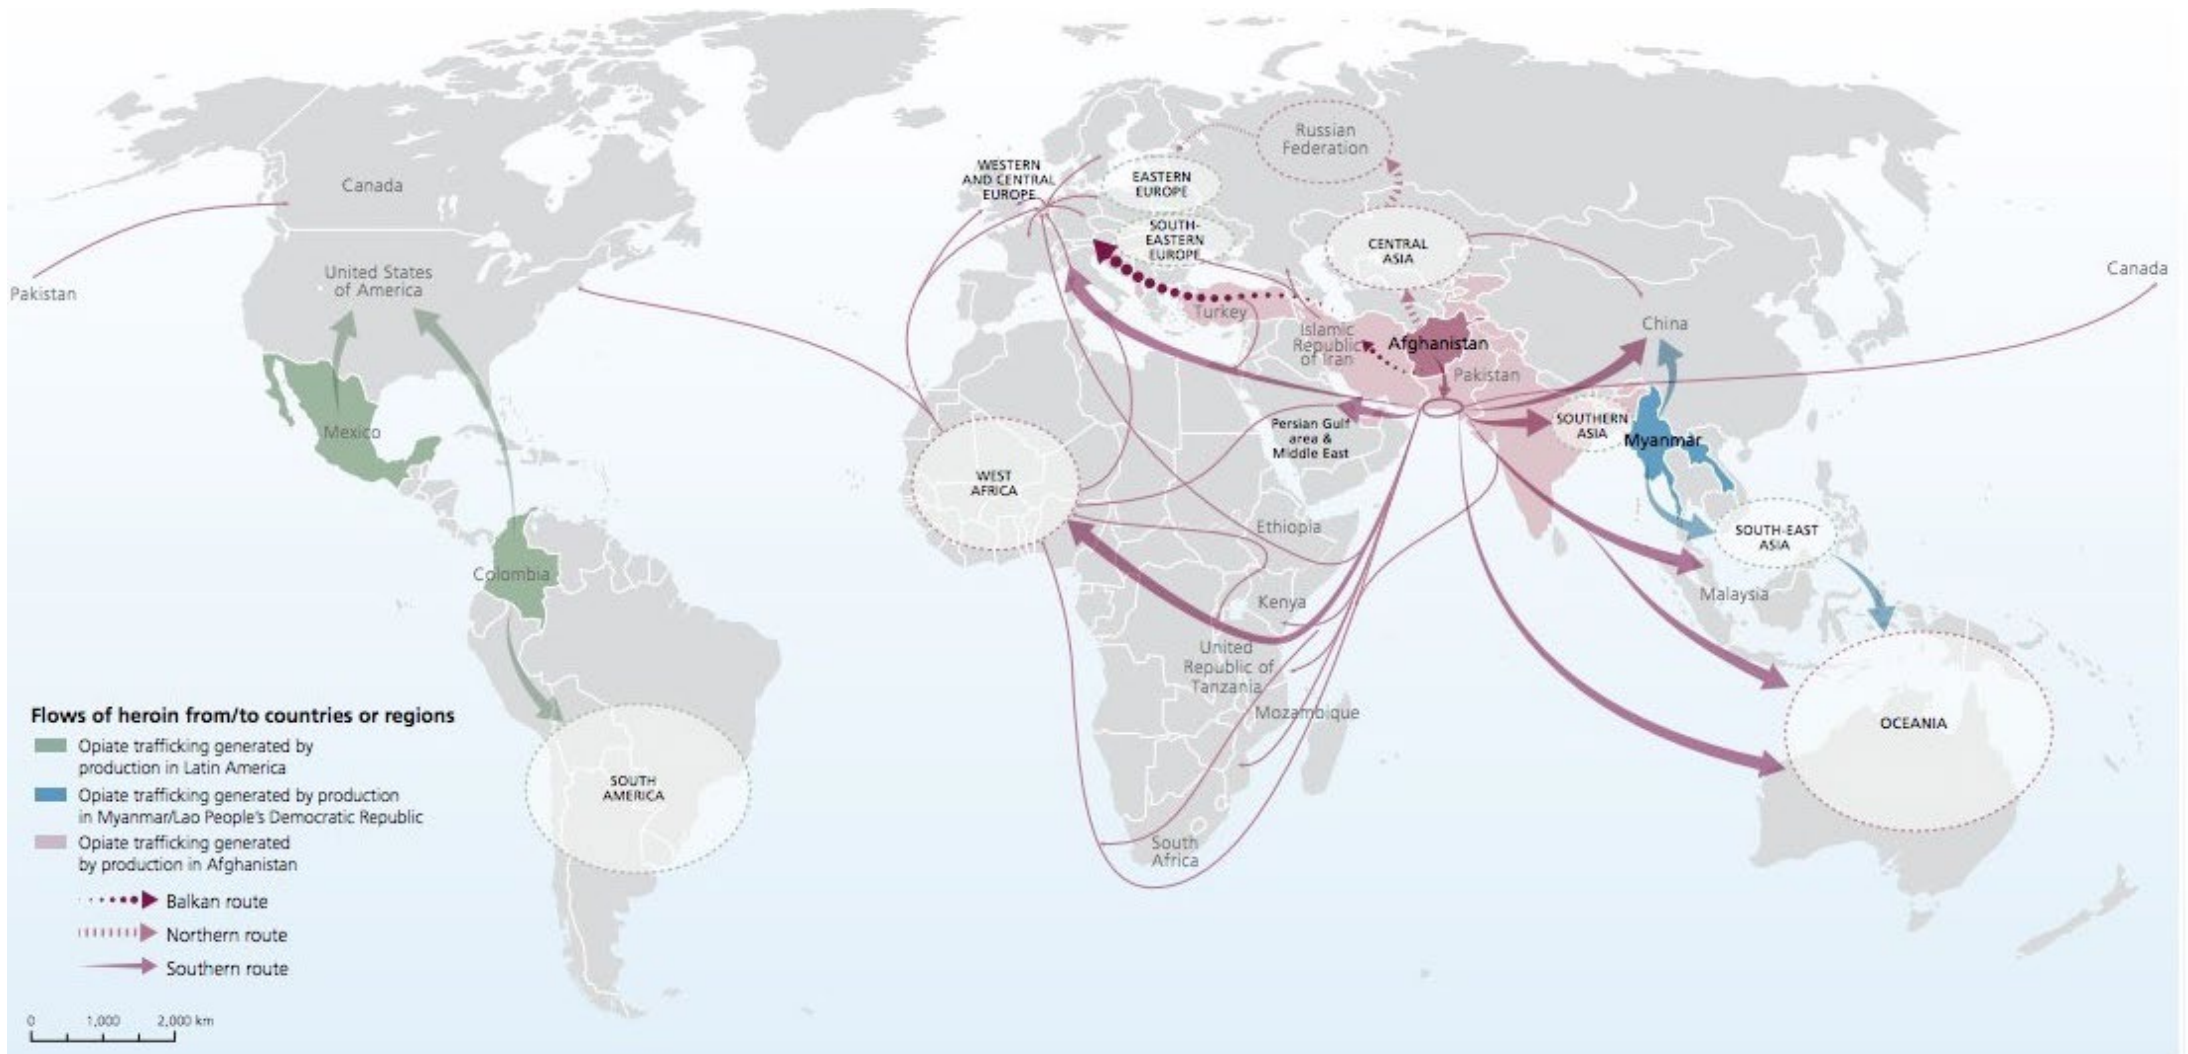 Canada
United States
of America
Pakistan
Mexico
Colombia
SOUTH
AMERICA
WESTERN
AND CENTRAL
EUROPE
EASTERN
EUROPE
SOUTH-
EASTERN
EUROPE
Russian
Federation
CENTRAL
ASIA
Turkey
Islamic
Republic
of Iran
Afghanistan
Pakistan
China
Canada
Persian Gulf
area &
Middle East
SOUTHERN
ASIA
Myanmar
WEST
AFRICA
Ethiopia
Kenya
United
Republic of
Tanzania
Mozambique
South
Africa
SOUTH-EAST
ASIA
Malaysia
OCEANIA
Flows of heroin from/to countries or regions
Opiate trafficking generated by
production in Latin America
Opiate trafficking generated by production
in Myanmar/Lao People's Democratic Republic
Opiate trafficking generated
by production in Afghanistan
Balkan route
Northern route
Southern route
0 1,000 2,000 km